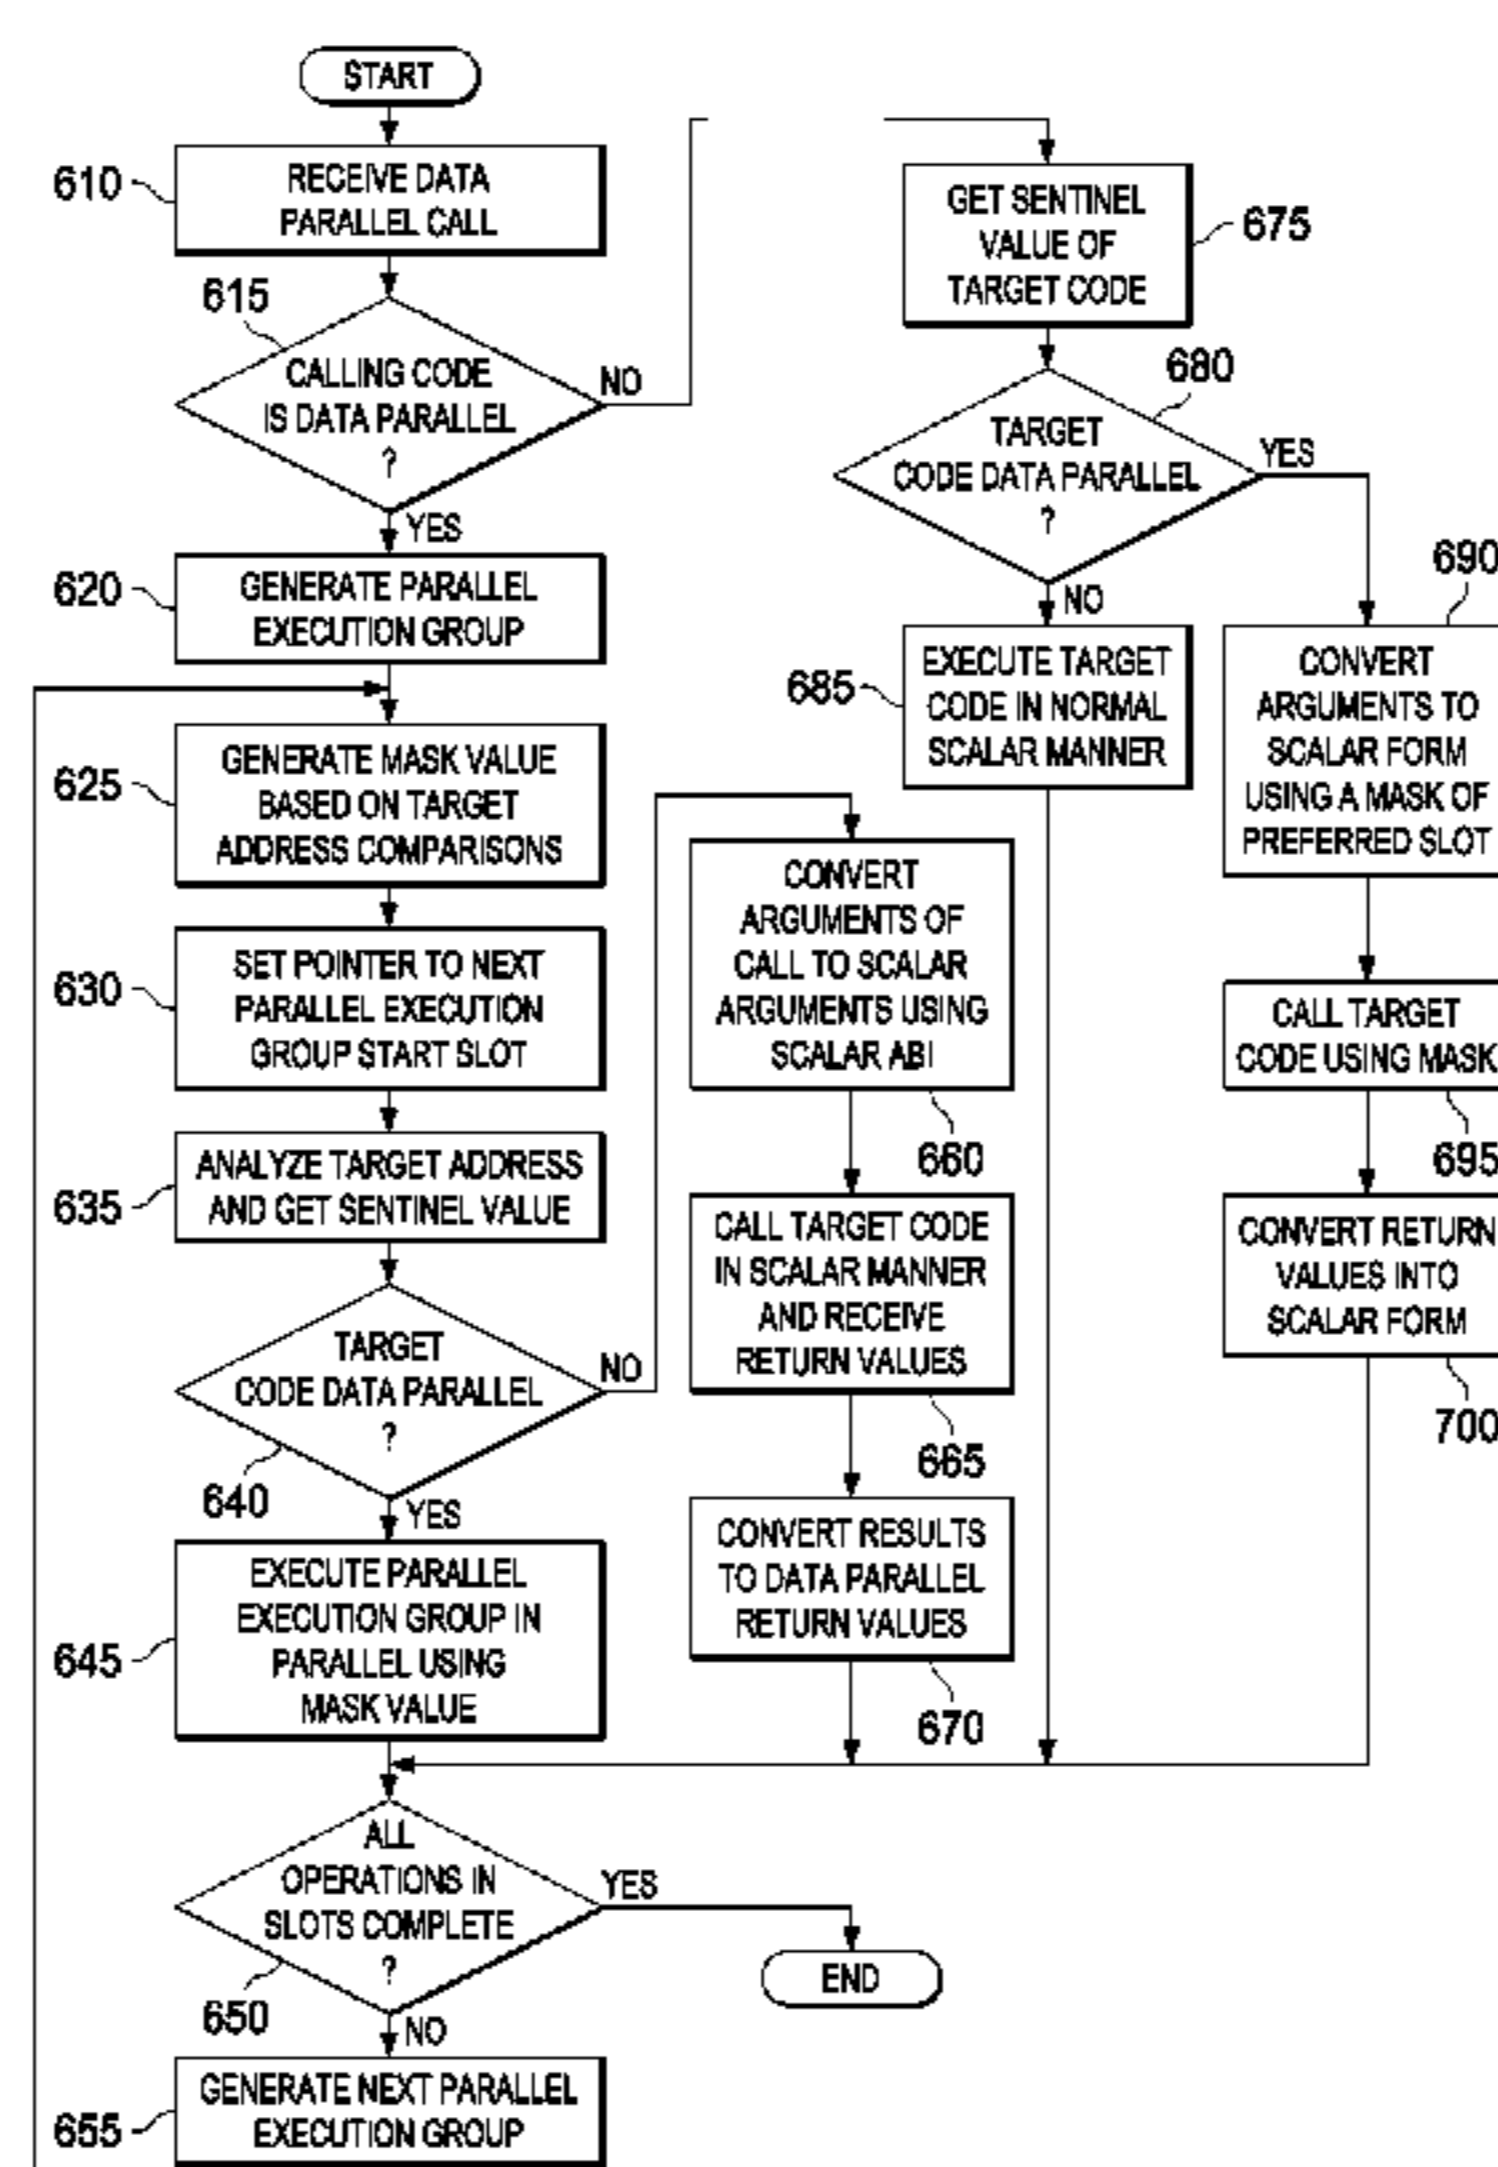 START
610
RECEIVE DATA
PARALLEL CALL
615
CALLING CODE
IS DATA PARALLEL
?
NO
YES
620
GENERATE PARALLEL
EXECUTION GROUP
625
GENERATE MASK VALUE
BASED ON TARGET
ADDRESS COMPARISONS
630
SET POINTER TO NEXT
PARALLEL EXECUTION
GROUP START SLOT
635
ANALYZE TARGET ADDRESS
AND GET SENTINEL VALUE
TARGET
CODE DATA PARALLEL
?
640
NO
YES
645
EXECUTE PARALLEL
EXECUTION GROUP IN
PARALLEL USING
MASK VALUE
ALL
OPERATIONS IN
SLOTS COMPLETE
?
650
YES
END
NO
655
GENERATE NEXT PARALLEL
EXECUTION GROUP
CONVERT
ARGUMENTS OF
CALL TO SCALAR
ARGUMENTS USING
SCALAR ABI
660
CALL TARGET CODE
IN SCALAR MANNER
AND RECEIVE
RETURN VALUES
665
CONVERT RESULTS
TO DATA PARALLEL
RETURN VALUES
670
GET SENTINEL
VALUE OF
TARGET CODE
675
680
TARGET
CODE DATA PARALLEL
?
YES
NO
685
EXECUTE TARGET
CODE IN NORMAL
SCALAR MANNER
690
CONVERT
ARGUMENTS TO
SCALAR FORM
USING A MASK OF
PREFERRED SLOT
CALL TARGET
CODE USING MASK
695
CONVERT RETURN
VALUES INTO
SCALAR FORM
700